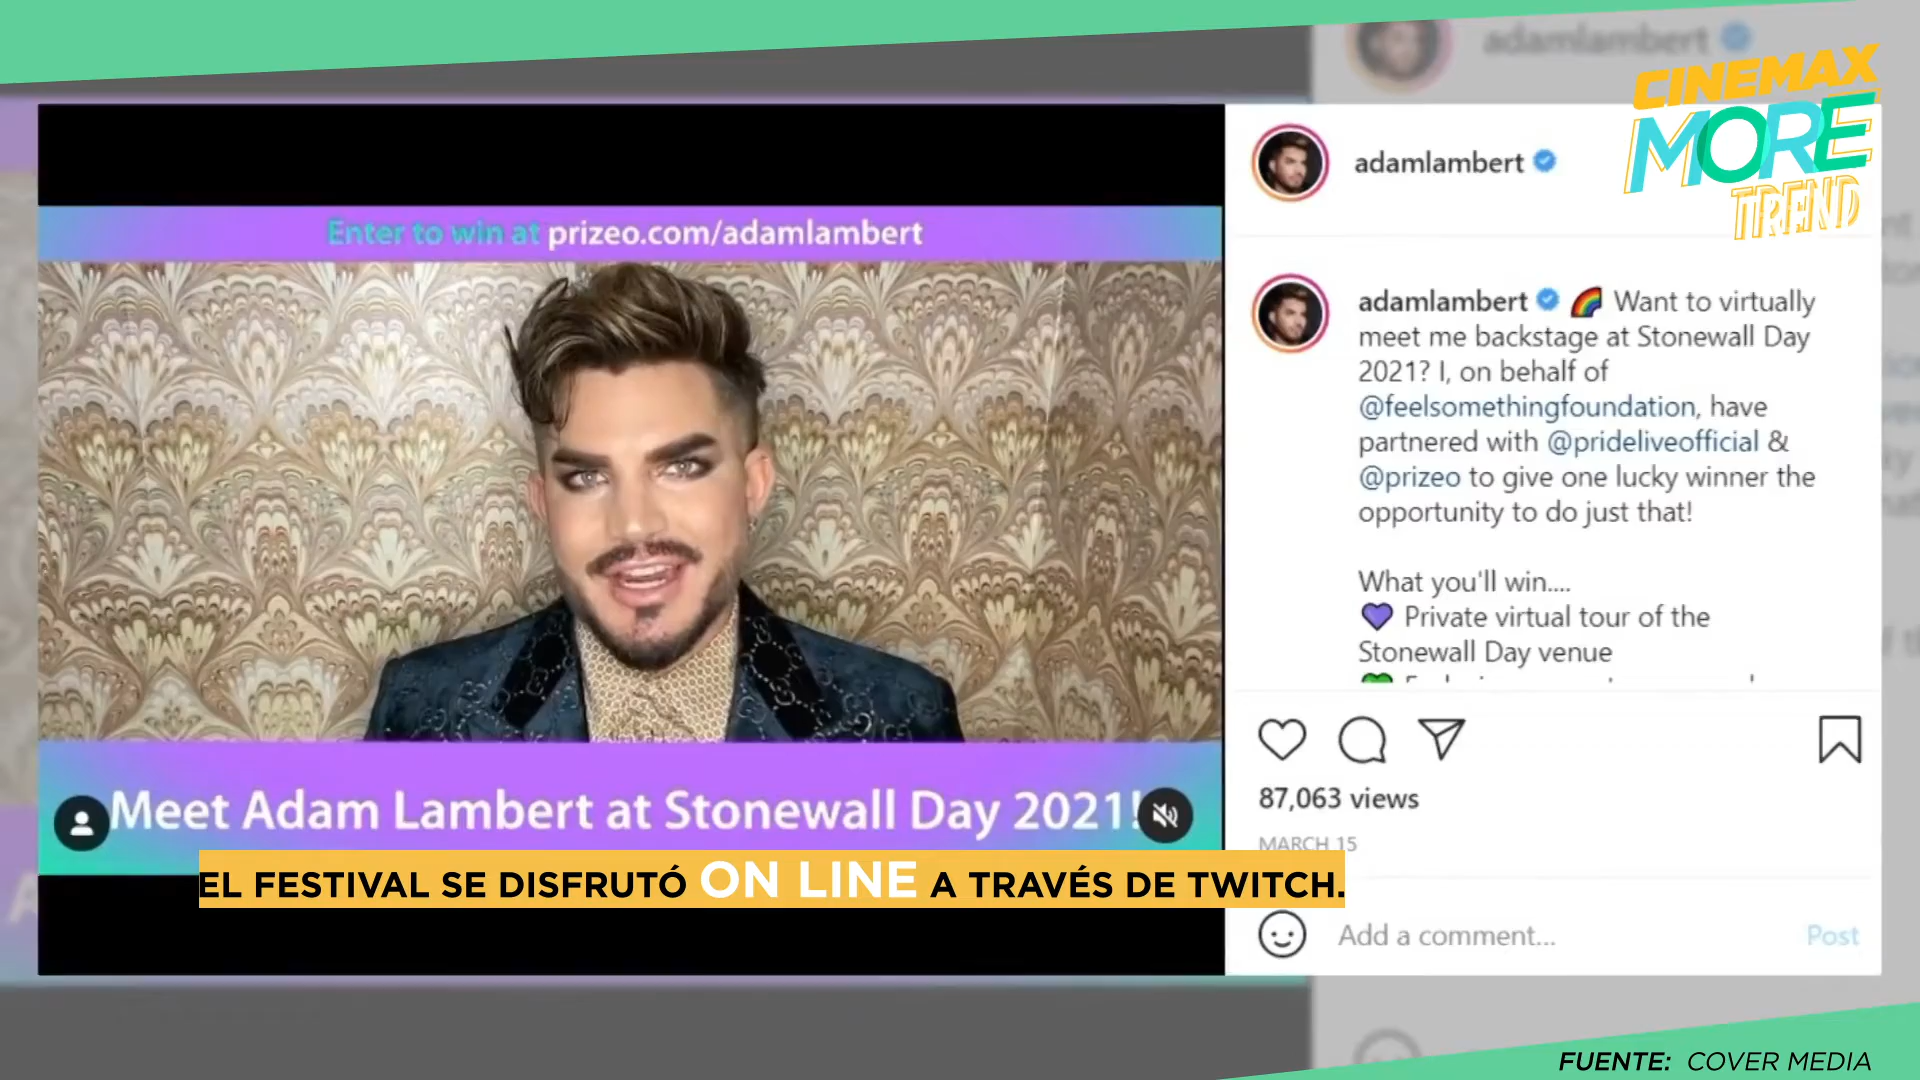 adamlambert
CINEMAX
MORE
TREND
adamlambert
Enter to win at prizeo.com/adamlambert
adamlambert 🌈 Want to virtually
meet me backstage at Stonewall Day
2021? I, on behalf of
@feelsomethingfoundation, have
partnered with @prideliveofficial &
@prizeo to give one lucky winner the
opportunity to do just that!
What you'll win....
💜 Private virtual tour of the
Stonewall Day venue
87,063 views
MARCH 15
Meet Adam Lambert at Stonewall Day 2021!
EL FESTIVAL SE DISFRUTÓ ON LINE A TRAVÉS DE TWITCH.
Add a comment...
Post
FUENTE: COVER MEDIA